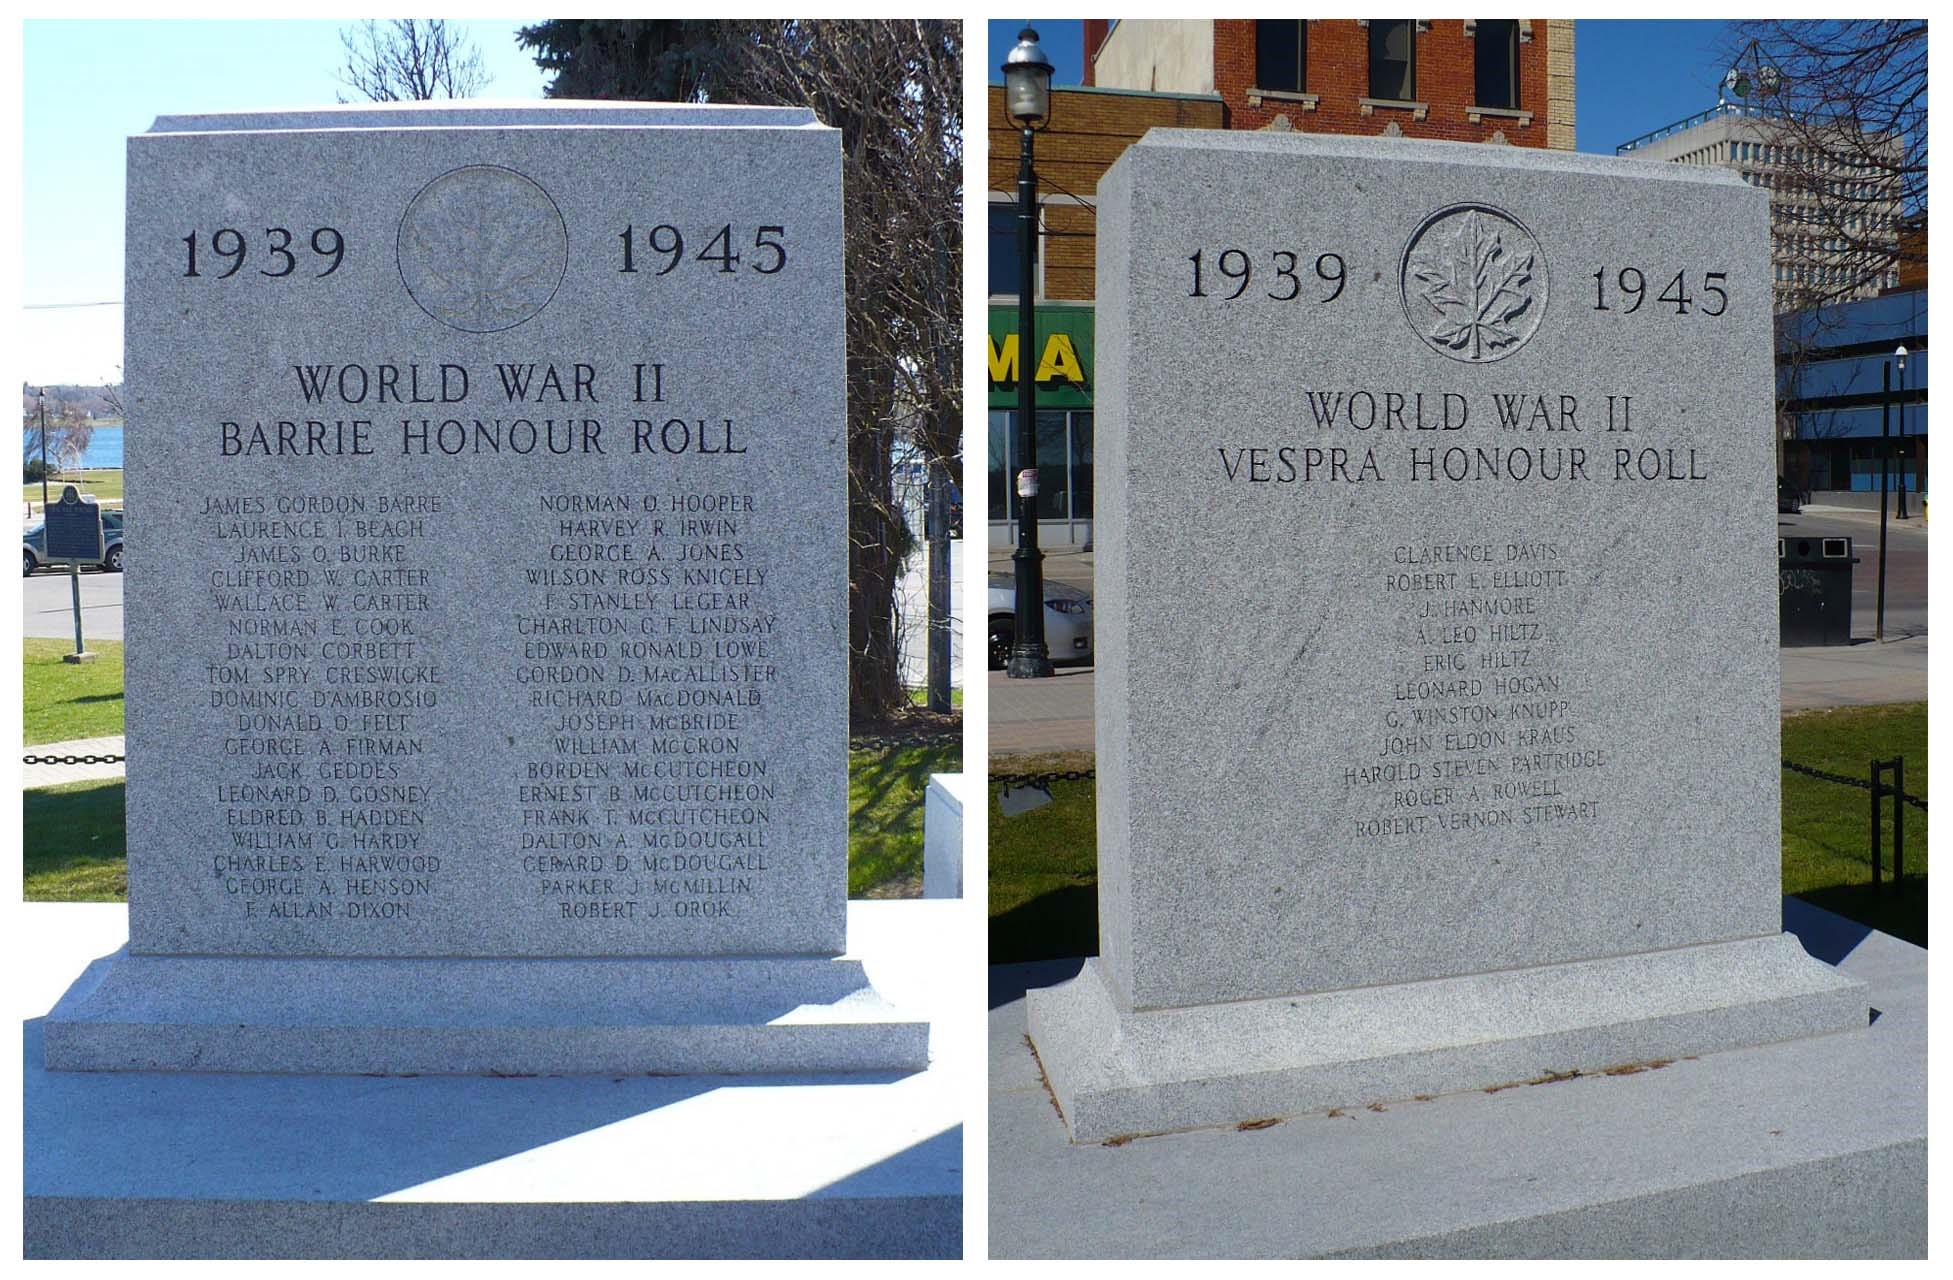 1939 1945
WORLD WAR II
BARRIE HONOUR ROLL
JAMES GORDON BARRE
LAURENCE I. BEACH
JAMES O. BURKE
CLIFFORD W. CARTER
WALLACE W. CARTER
NORMAN E. COOK
DALTON CORBETT
TOM SPRY CRESWICKE
DOMINIC D'AMBROSIO
DONALD O. FELT
GEORGE A. FIRMAN
JACK GEDDES
LEONARD D. GOSNEY
ELDRED B. HADDEN
WILLIAM G. HARDY
CHARLES E. HARWOOD
GEORGE A. HENSON
F. ALLAN DIXON
NORMAN O. HOOPER
HARVEY R. IRWIN
GEORGE A. JONES
WILSON ROSS KNICELY
F. STANLEY LEGEAR
CHARLTON C. F. LINDSAY
EDWARD RONALD LOWE
GORDON D. MacALLISTER
RICHARD MacDONALD
JOSEPH McBRIDE
WILLIAM McCRON
BORDEN McCUTCHEON
ERNEST B. McCUTCHEON
FRANK T. McCUTCHEON
DALTON A. McDOUGALL
GERARD D. McDOUGALL
PARKER J. McMILLIN
ROBERT J. OROK
1939 1945
WORLD WAR II
VESPRA HONOUR ROLL
CLARENCE DAVIS
ROBERT E. ELLIOTT
J. HANMORE
A. LEO HILTZ
ERIC HILTZ
LEONARD HOGAN
G. WINSTON KNUPP
JOHN ELDON KRAUS
HAROLD STEVEN PARTRIDGE
ROGER A. ROWELL
ROBERT VERNON STEWART
MA